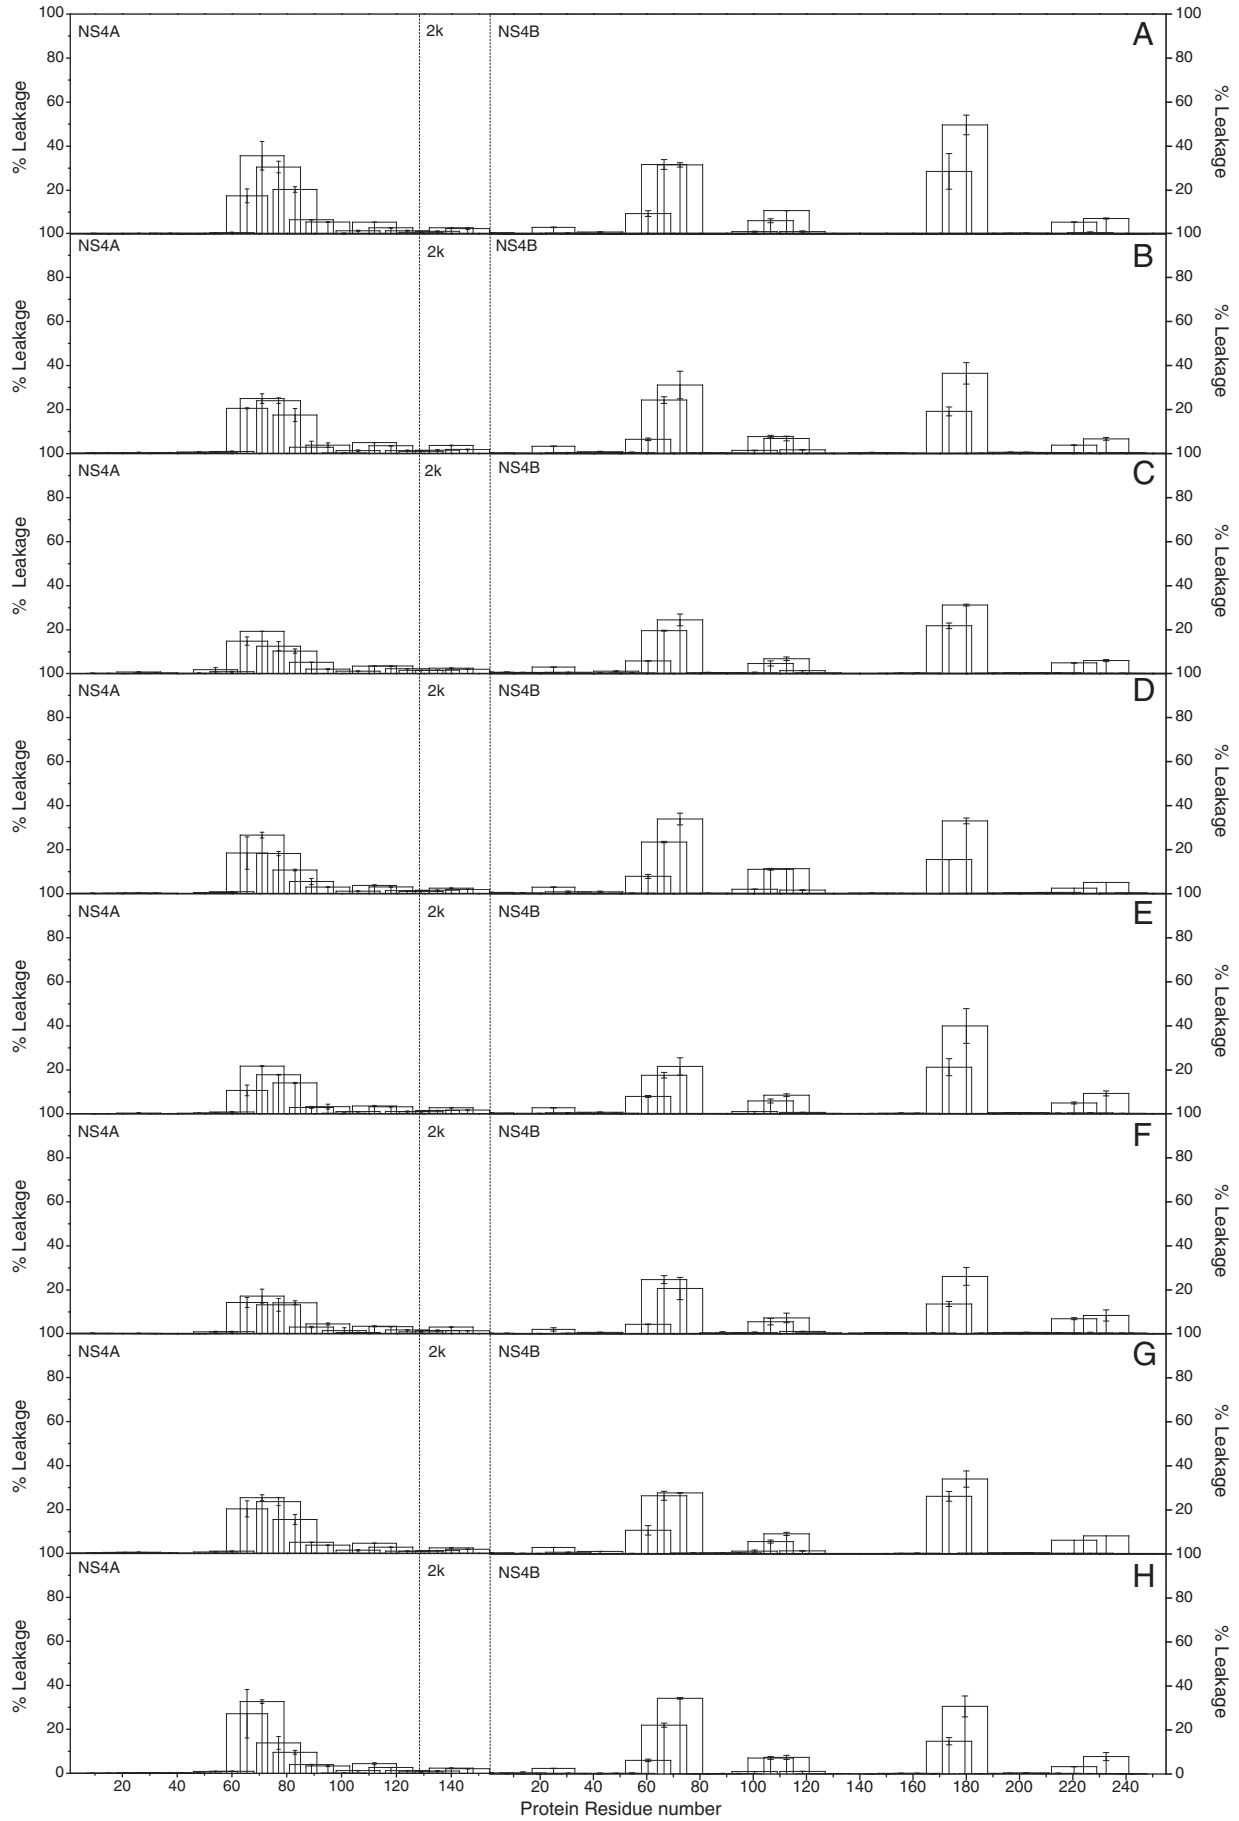 NS4A 2k NS4B A
100 100
80 80
60 60
40 40
20 20
100 100
% Leakage % Leakage
NS4A 2k NS4B B
80 80
60 60
40 40
20 20
100 100
% Leakage % Leakage
NS4A 2k NS4B C
80 80
60 60
40 40
20 20
100 100
% Leakage % Leakage
NS4A 2k NS4B D
80 80
60 60
40 40
20 20
100 100
% Leakage % Leakage
NS4A 2k NS4B E
80 80
60 60
40 40
20 20
100 100
% Leakage % Leakage
NS4A 2k NS4B F
80 80
60 60
40 40
20 20
100 100
% Leakage % Leakage
NS4A 2k NS4B G
80 80
60 60
40 40
20 20
100 100
% Leakage % Leakage
NS4A 2k NS4B H
80 80
60 60
40 40
20 20
0 0
% Leakage % Leakage
20 40 60 80 100 120 140 20 40 60 80 100 120 140 160 180 200 220 240
Protein Residue number